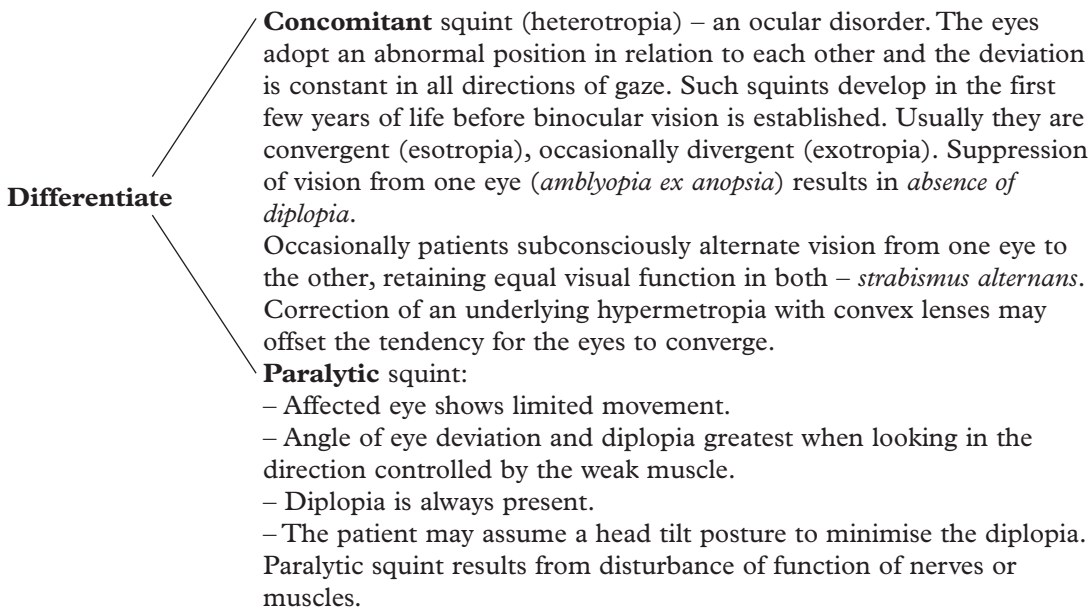 Concomitant squint (heterotropia) – an ocular disorder. The eyes
adopt an abnormal position in relation to each other and the deviation
is constant in all directions of gaze. Such squints develop in the first
few years of life before binocular vision is established. Usually they are
convergent (esotropia), occasionally divergent (exotropia). Suppression
of vision from one eye (amblyopia ex anopsia) results in absence of
Differentiate
diplopia.
Occasionally patients subconsciously alternate vision from one eye to
the other, retaining equal visual function in both – strabismus alternans.
Correction of an underlying hypermetropia with convex lenses may
offset the tendency for the eyes to converge.
Paralytic squint:
– Affected eye shows limited movement.
– Angle of eye deviation and diplopia greatest when looking in the
direction controlled by the weak muscle.
– Diplopia is always present.
– The patient may assume a head tilt posture to minimise the diplopia.
Paralytic squint results from disturbance of function of nerves or
muscles.